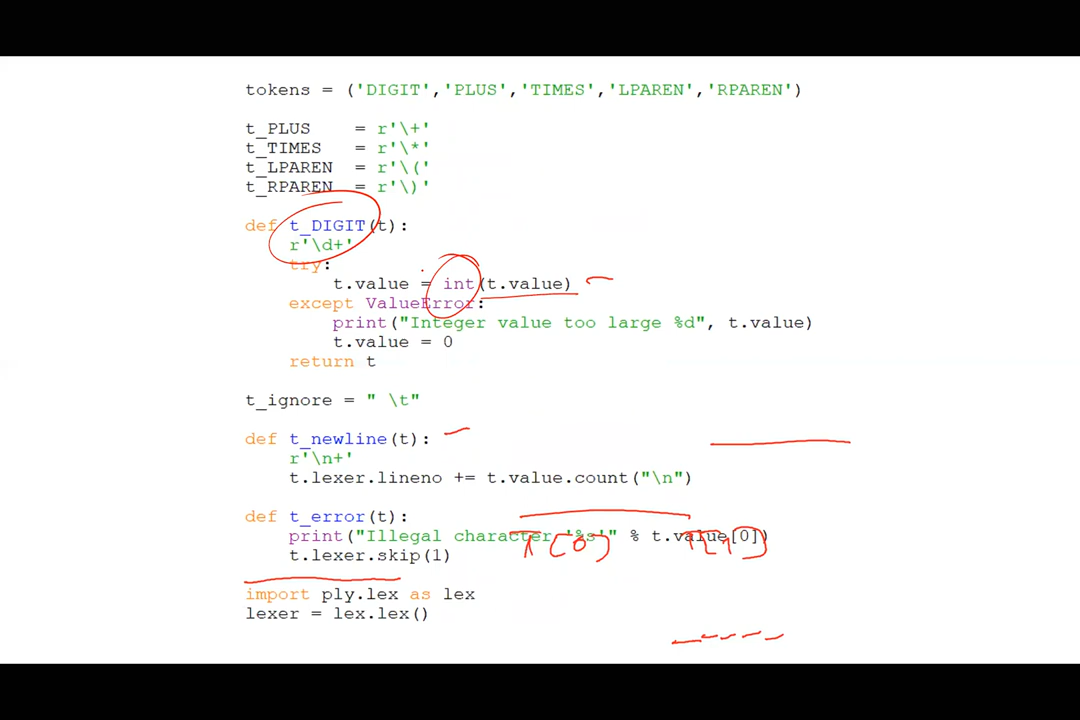 tokens = ('DIGIT','PLUS','TIMES','LPAREN','RPAREN')
t_PLUS = r'\+'
t_TIMES = r'\*'
t_LPAREN = r'\('
t_RPAREN = r'\)'
def t_DIGIT(t):
r'\d+'
try:
t.value = int(t.value)
except ValueError:
print("Integer value too large %d", t.value)
t.value = 0
return t
t_ignore = " \t"
def t_newline(t):
r'\n+'
t.lexer.lineno += t.value.count("\n")
def t_error(t):
print("Illegal character '%s'" % t.value[0])
t.lexer.skip(1)
import ply.lex as lex
lexer = lex.lex()